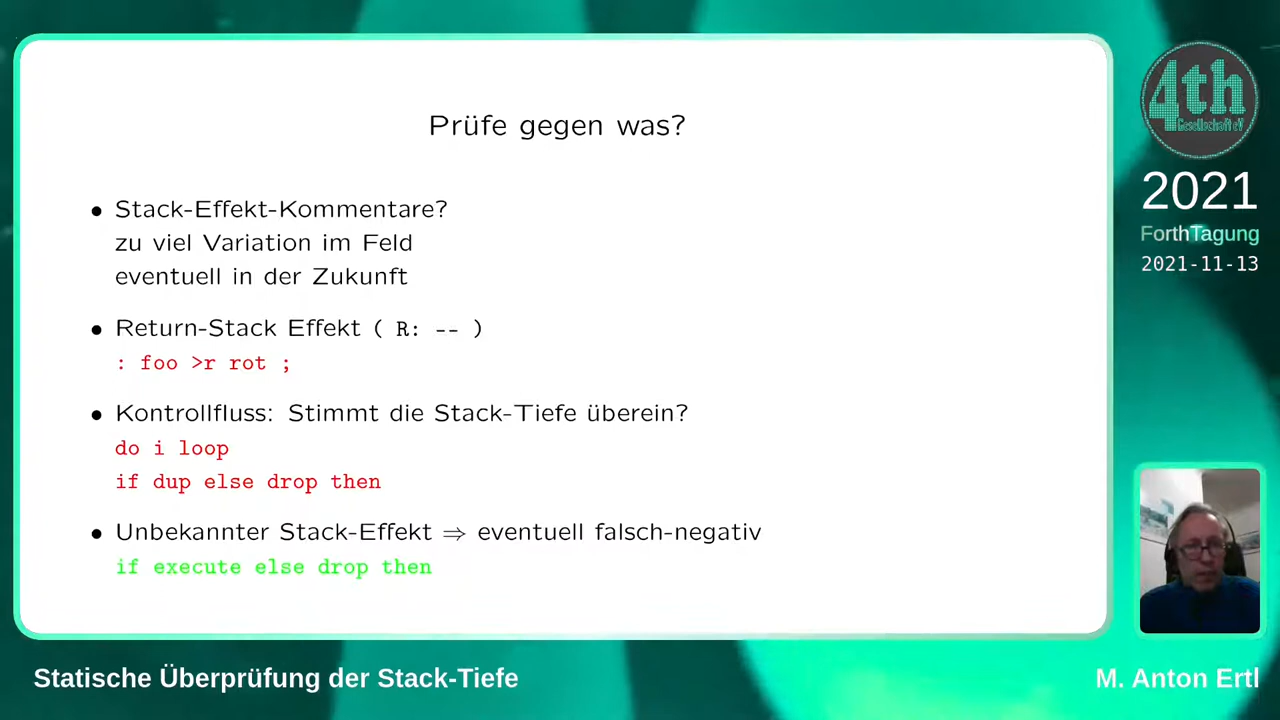 Prüfe gegen was?
• Stack-Effekt-Kommentare?
zu viel Variation im Feld
eventuell in der Zukunft
• Return-Stack Effekt ( R: -- )
: foo >r rot ;
• Kontrollfluss: Stimmt die Stack-Tiefe überein?
do i loop
if dup else drop then
• Unbekannter Stack-Effekt ⇒ eventuell falsch-negativ
if execute else drop then
4th
Gesellschaft eV
2021
ForthTagung
2021-11-13
Statische Überprüfung der Stack-Tiefe
M. Anton Ertl